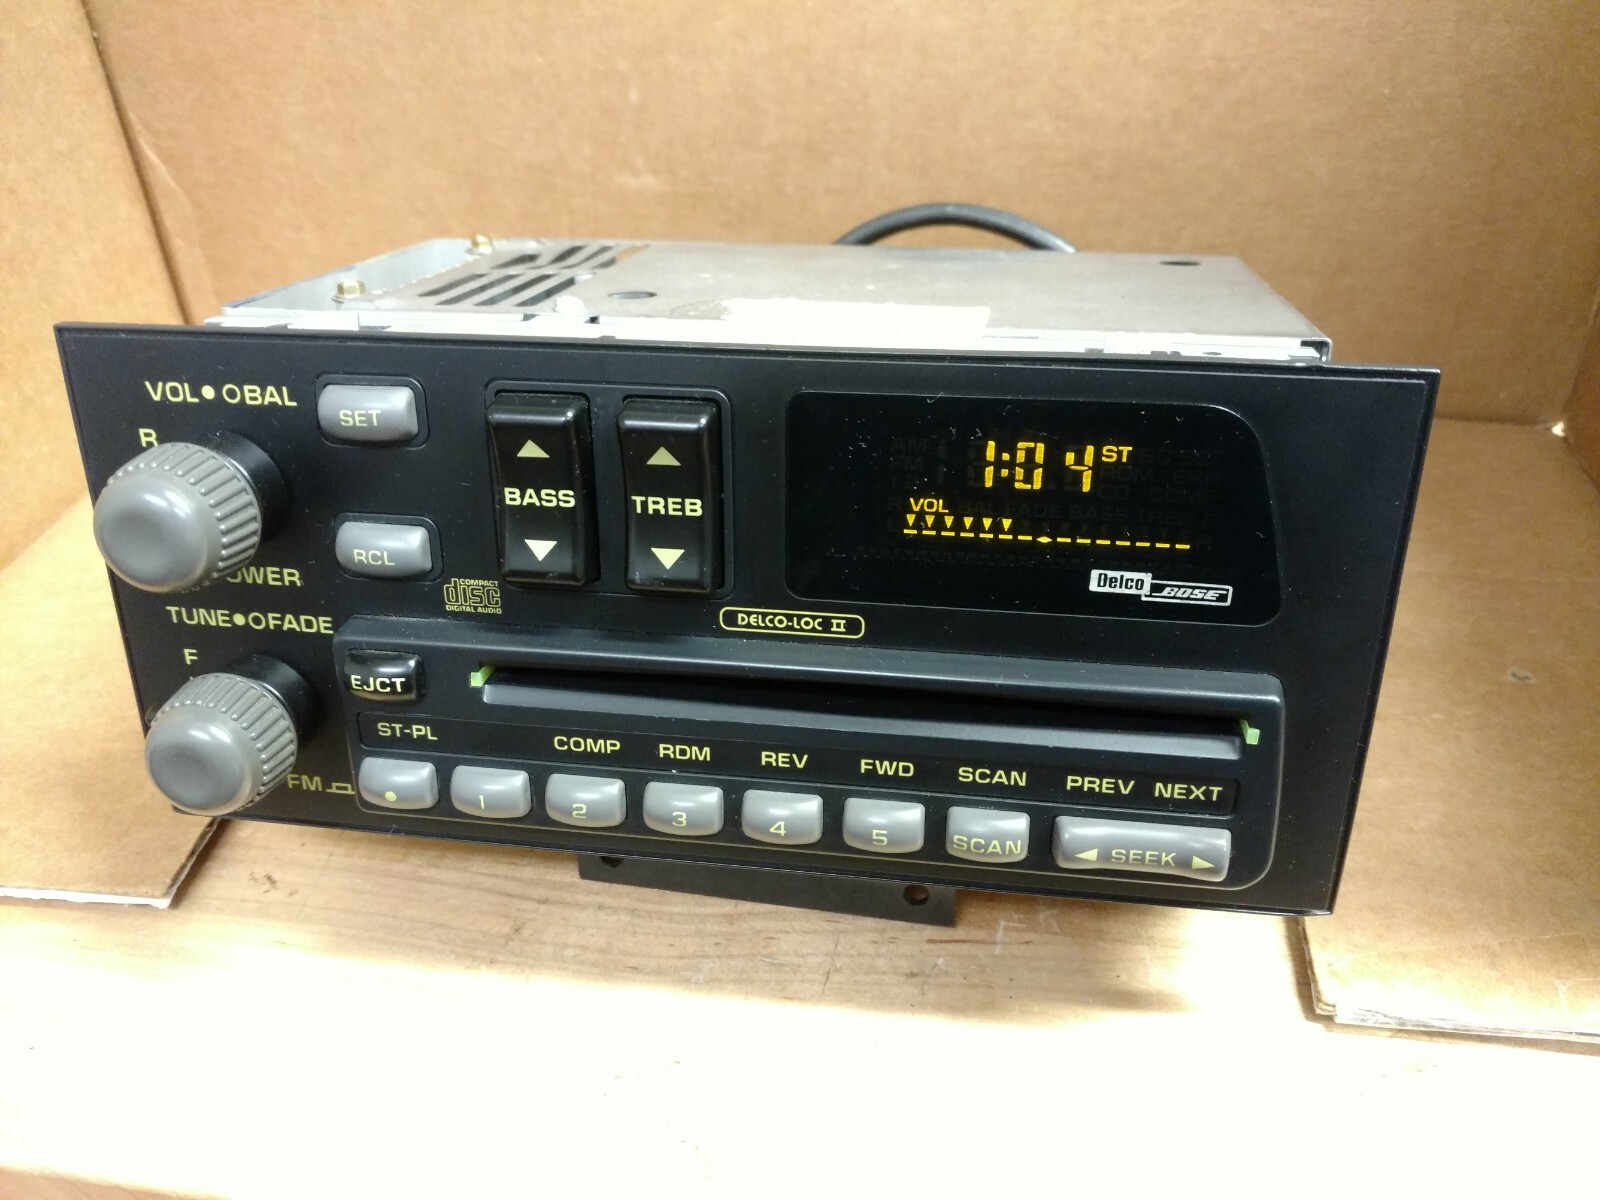 VOL ● ○ BAL
SET
R
BASS
TREB
1:04 ST
VOL
RCL
POWER
COMPACT
disc
DIGITAL AUDIO
Delco BOSE
TUNE ● ○ FADE
DELCO-LOC II
F
EJCT
ST-PL COMP RDM REV FWD SCAN PREV NEXT
FM
1 2 3 4 5 SCAN ◄ SEEK ►